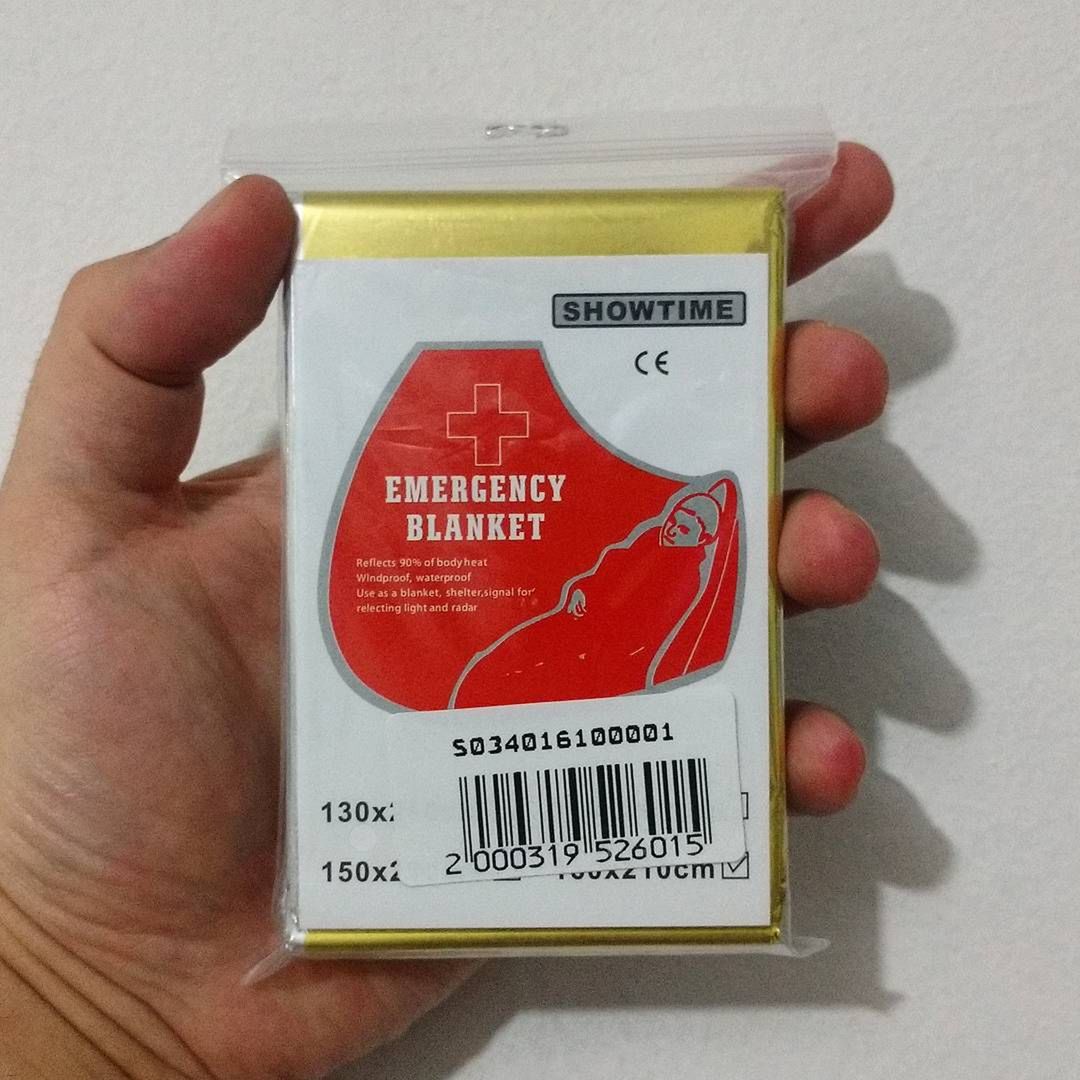 SHOWTIME
CE
EMERGENCY
BLANKET
Reflects 90% of body heat
Windproof, waterproof
Use as a blanket, shelter,signal for
relecting light and radar
S034016100001
2 000319 526015
130x
150x2
x210cm